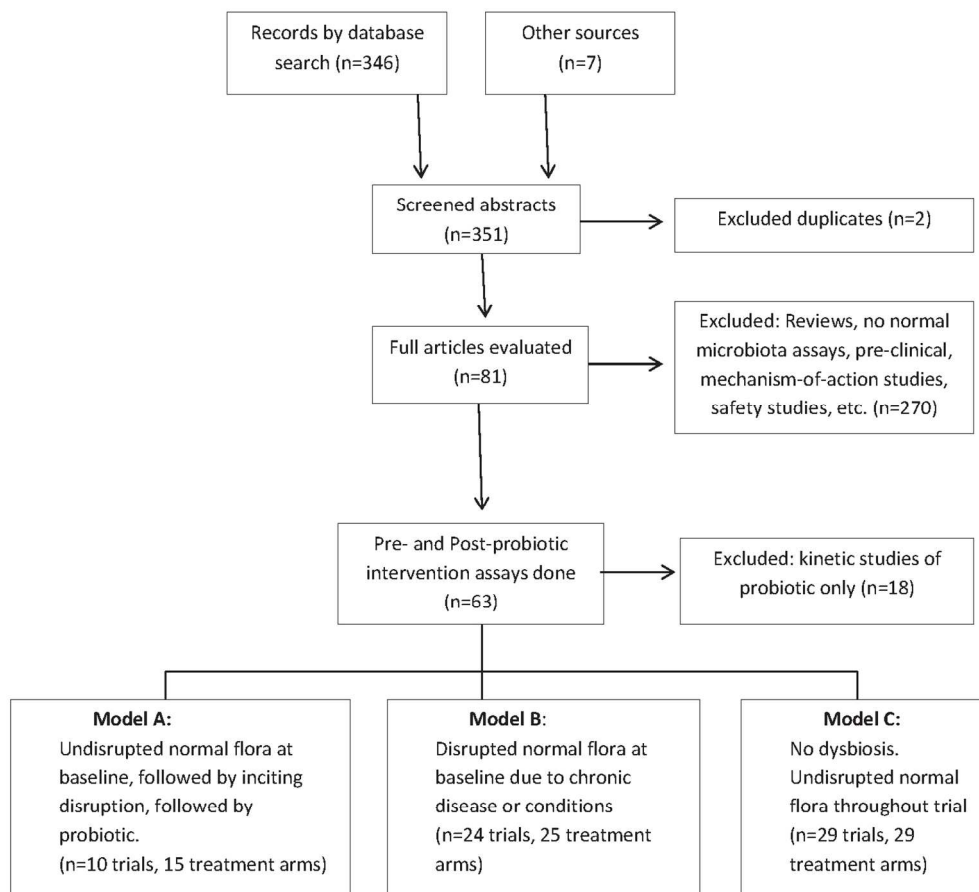 Records by database
search (n=346)
Other sources
(n=7)
Screened abstracts
(n=351)
Excluded duplicates (n=2)
Full articles evaluated
(n=81)
Excluded: Reviews, no normal
microbiota assays, pre-clinical,
mechanism-of-action studies,
safety studies, etc. (n=270)
Pre- and Post-probiotic
intervention assays done
(n=63)
Excluded: kinetic studies of
probiotic only (n=18)
Model A:
Undisrupted normal flora at
baseline, followed by inciting
disruption, followed by
probiotic.
(n=10 trials, 15 treatment arms)
Model B:
Disrupted normal flora at
baseline due to chronic
disease or conditions
(n=24 trials, 25 treatment
arms)
Model C:
No dysbiosis.
Undisrupted normal
flora throughout trial
(n=29 trials, 29
treatment arms)